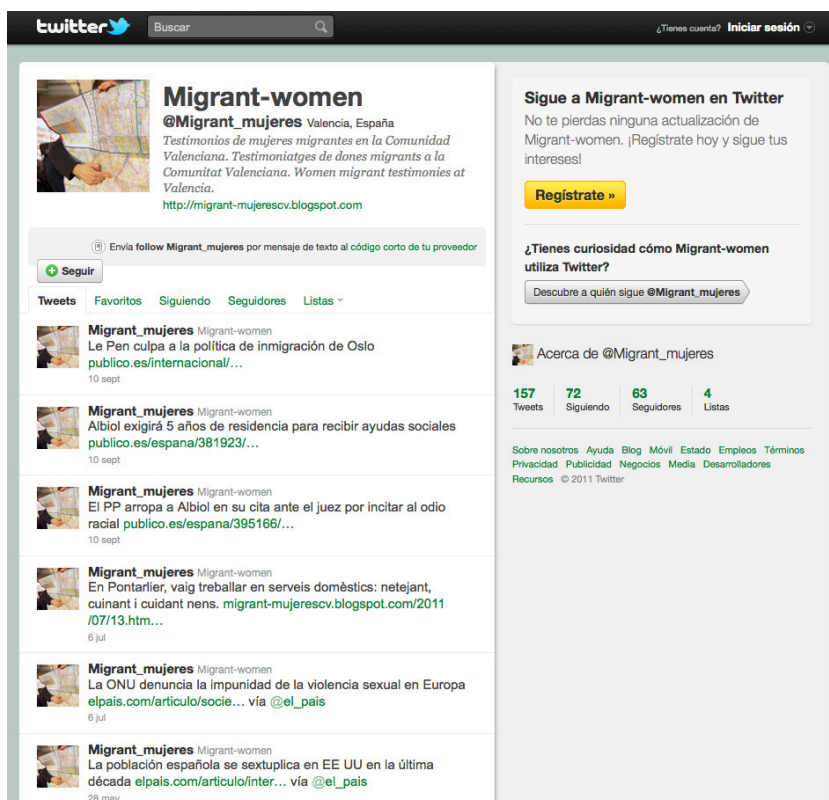 twitter
Buscar
¿Tienes cuenta? Iniciar sesión
Migrant-women
@Migrant_mujeres Valencia, España
Testimonios de mujeres migrantes en la Comunidad
Valenciana. Testimoniatges de dones migrants a la
Comunitat Valenciana. Women migrant testimonies at
Valencia.
http://migrant-mujerescv.blogspot.com
Envía follow Migrant_mujeres por mensaje de texto al código corto de tu proveedor
Seguir
Tweets Favoritos Siguiendo Seguidores Listas
Migrant_mujeres Migrant-women
Le Pen culpa a la política de inmigración de Oslo
publico.es/internacional/…
10 sept
Migrant_mujeres Migrant-women
Albiol exigirá 5 años de residencia para recibir ayudas sociales
publico.es/espana/381923/…
10 sept
Migrant_mujeres Migrant-women
El PP arropa a Albiol en su cita ante el juez por incitar al odio
racial publico.es/espana/395166/…
10 sept
Migrant_mujeres Migrant-women
En Pontarlier, vaig treballar en serveis domèstics: netejant,
cuinant i cuidant nens. migrant-mujerescv.blogspot.com/2011
/07/13.htm…
6 jul
Migrant_mujeres Migrant-women
La ONU denuncia la impunidad de la violencia sexual en Europa
elpais.com/articulo/socie… vía @el_pais
6 jul
Migrant_mujeres Migrant-women
La población española se sextuplica en EE UU en la última
década elpais.com/articulo/inter… vía @el_pais
28 may
Sigue a Migrant-women en Twitter
No te pierdas ninguna actualización de
Migrant-women. ¡Regístrate hoy y sigue tus
intereses!
Regístrate »
¿Tienes curiosidad cómo Migrant-women
utiliza Twitter?
Descubre a quién sigue @Migrant_mujeres
Acerca de @Migrant_mujeres
157 72 63 4
Tweets Siguiendo Seguidores Listas
Sobre nosotros Ayuda Blog Móvil Estado Empleos Términos
Privacidad Publicidad Negocios Media Desarrolladores
Recursos © 2011 Twitter